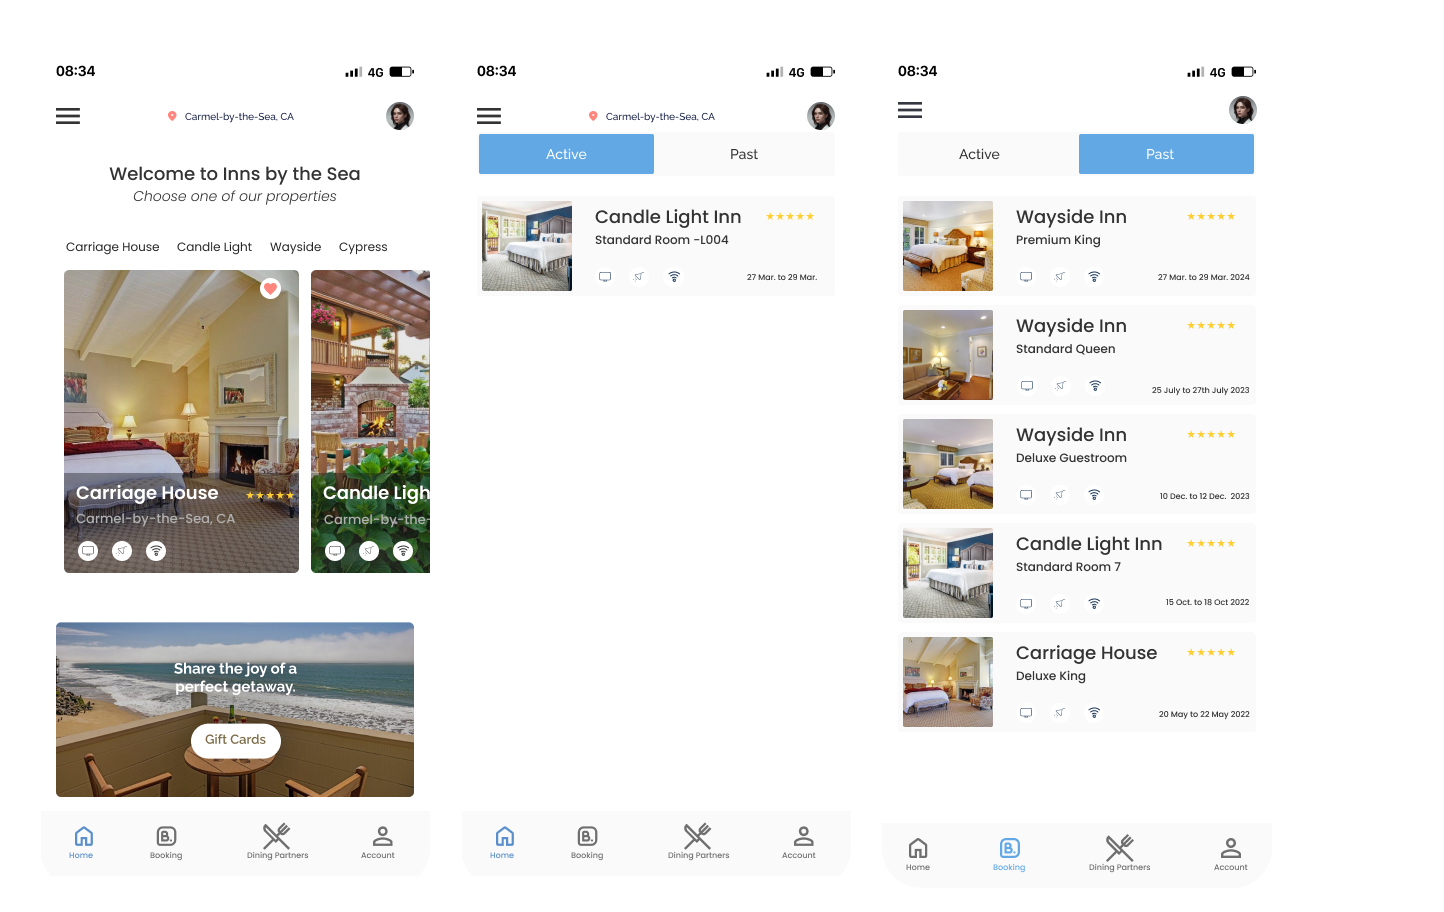 08:34
4G
Carmel-by-the-Sea, CA
Welcome to Inns by the Sea
Choose one of our properties
Carriage House Candle Light Wayside Cypress
Carriage House
Carmel-by-the-Sea, CA
Candle Ligh
Carmel-by-the-
Share the joy of a
perfect getaway.
Gift Cards
Home Booking Dining Partners Account
08:34
4G
Carmel-by-the-Sea, CA
Active Past
Candle Light Inn
Standard Room -L004
27 Mar. to 29 Mar.
Home Booking Dining Partners Account
08:34
4G
Active Past
Wayside Inn
Premium King
27 Mar. to 29 Mar. 2024
Wayside Inn
Standard Queen
25 July to 27th July 2023
Wayside Inn
Deluxe Guestroom
10 Dec. to 12 Dec. 2023
Candle Light Inn
Standard Room 7
15 Oct. to 18 Oct 2022
Carriage House
Deluxe King
20 May to 22 May 2022
Home Booking Dining Partners Account